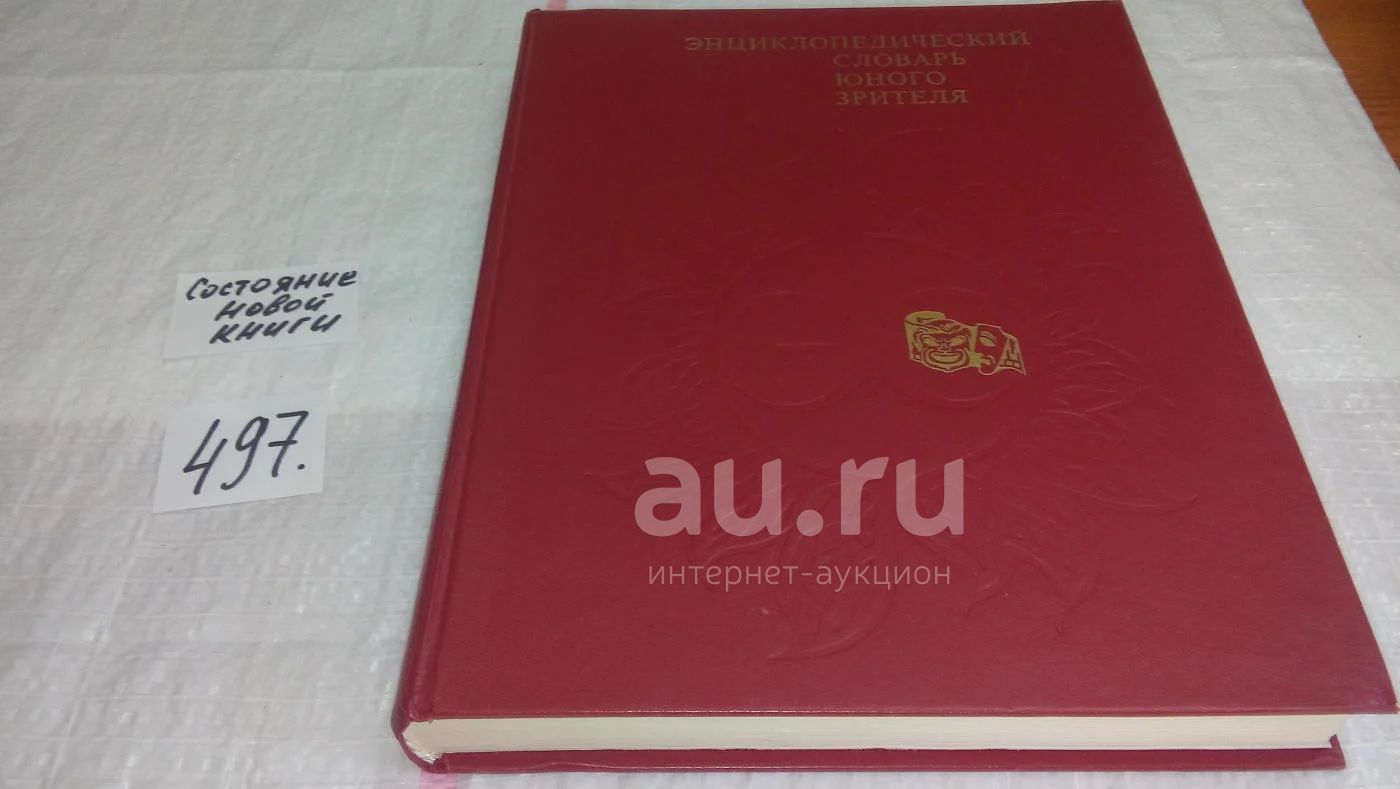 ЭНЦИКЛОПЕДИЧЕСКИЙ
СЛОВАРЬ
ЮНОГО
ЗРИТЕЛЯ
Состояние
новой
книги
497.
au.ru
интернет-аукцион